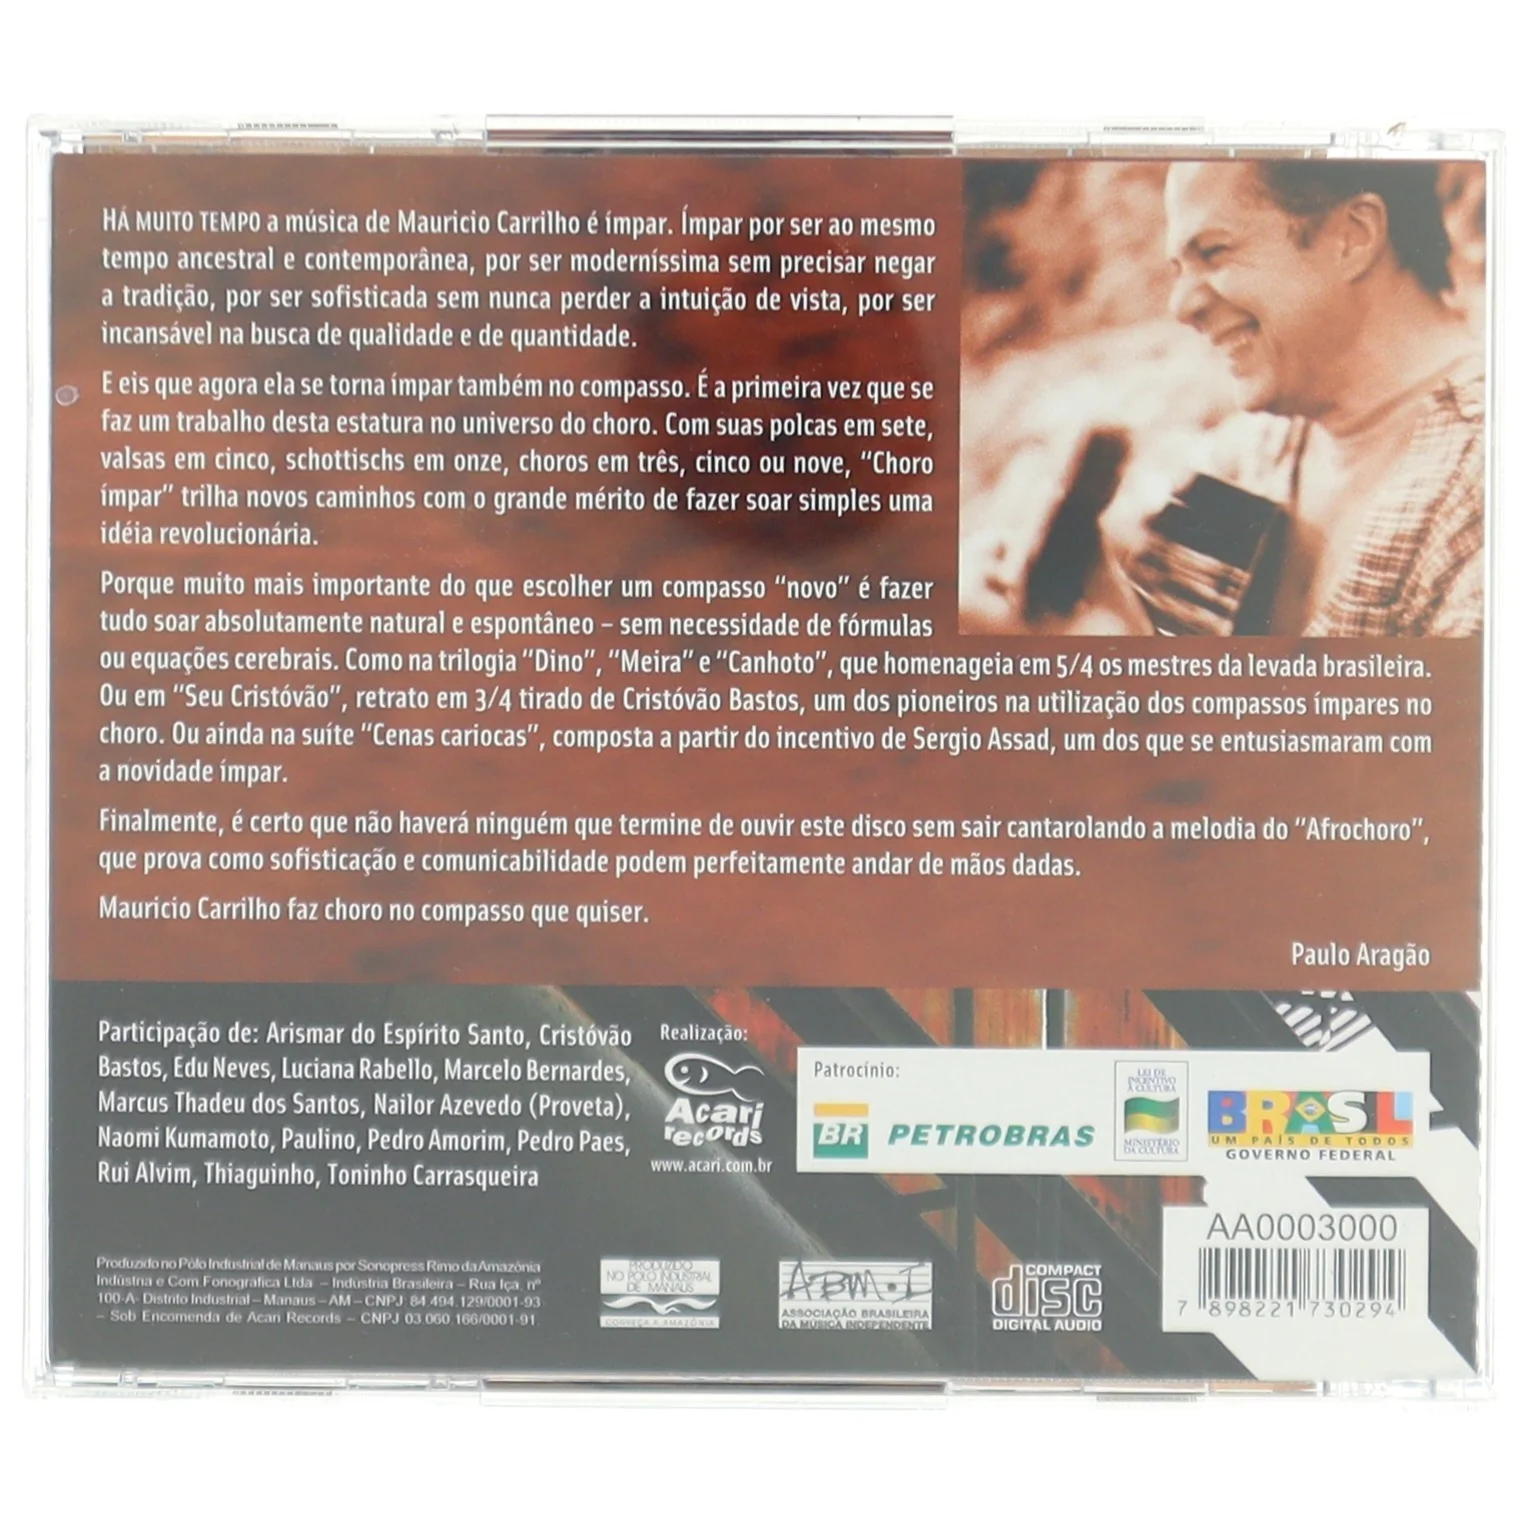 HÁ MUITO TEMPO a música de Mauricio Carrilho é ímpar. Ímpar por ser ao mesmo
tempo ancestral e contemporânea, por ser moderníssima sem precisar negar
a tradição, por ser sofisticada sem nunca perder a intuição de vista, por ser
incansável na busca de qualidade e de quantidade.
E eis que agora ela se torna ímpar também no compasso. É a primeira vez que se
faz um trabalho desta estatura no universo do choro. Com suas polcas em sete,
valsas em cinco, schottischs em onze, choros em três, cinco ou nove, “Choro
ímpar” trilha novos caminhos com o grande mérito de fazer soar simples uma
idéia revolucionária.
Porque muito mais importante do que escolher um compasso “novo” é fazer
tudo soar absolutamente natural e espontâneo – sem necessidade de fórmulas
ou equações cerebrais. Como na trilogia “Dino”, “Meira” e “Canhoto”, que homenageia em 5/4 os mestres da levada brasileira.
Ou em “Seu Cristóvão”, retrato em 3/4 tirado de Cristóvão Bastos, um dos pioneiros na utilização dos compassos ímpares no
choro. Ou ainda na suíte “Cenas cariocas”, composta a partir do incentivo de Sergio Assad, um dos que se entusiasmaram com
a novidade ímpar.
Finalmente, é certo que não haverá ninguém que termine de ouvir este disco sem sair cantarolando a melodia do “Afrochoro”,
que prova como sofisticação e comunicabilidade podem perfeitamente andar de mãos dadas.
Mauricio Carrilho faz choro no compasso que quiser.
Paulo Aragão
Participação de: Arismar do Espírito Santo, Cristóvão
Bastos, Edu Neves, Luciana Rabello, Marcelo Bernardes,
Marcus Thadeu dos Santos, Nailor Azevedo (Proveta),
Naomi Kumamoto, Paulino, Pedro Amorim, Pedro Paes,
Rui Alvim, Thiaguinho, Toninho Carrasqueira
Realização:
Acari
records
www.acari.com.br
Patrocínio:
BR PETROBRAS
LEI DE
INCENTIVO
À CULTURA
MINISTÉRIO
DA CULTURA
BRASIL
UM PAÍS DE TODOS
GOVERNO FEDERAL
AA0003000
7 898221 730294
Produzido no Pólo Industrial de Manaus por Sonopress Rimo da Amazônia
Indústria e Com Fonográfica Ltda – Indústria Brasileira – Rua Içá, nº
100-A- Distrito Industrial – Manaus – AM – CNPJ: 84.494.129/0001-93
– Sob Encomenda de Acari Records – CNPJ 03.060.166/0001-91.
PRODUZIDO
NO PÓLO INDUSTRIAL
DE MANAUS
CONHEÇA A AMAZÔNIA
ABM.I
ASSOCIAÇÃO BRASILEIRA
DA MÚSICA INDEPENDENTE
COMPACT
disc
DIGITAL AUDIO